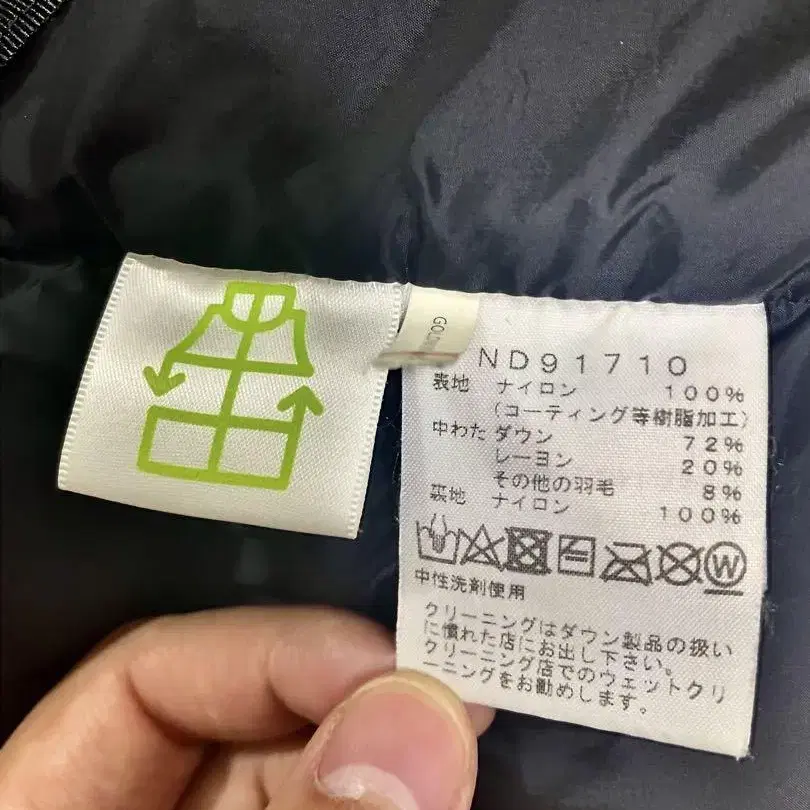 GOLD
ND91710
表地 ナイロン 100%
(コーティング等樹脂加工)
中わた ダウン 72%
レーヨン 20%
その他の羽毛 8%
裏地 ナイロン 100%
W
中性洗剤使用
クリーニングはダウン製品の扱い
に慣れた店にお出し下さい。
クリーニング店でのウェットクリ
ーニングをお勧めします。